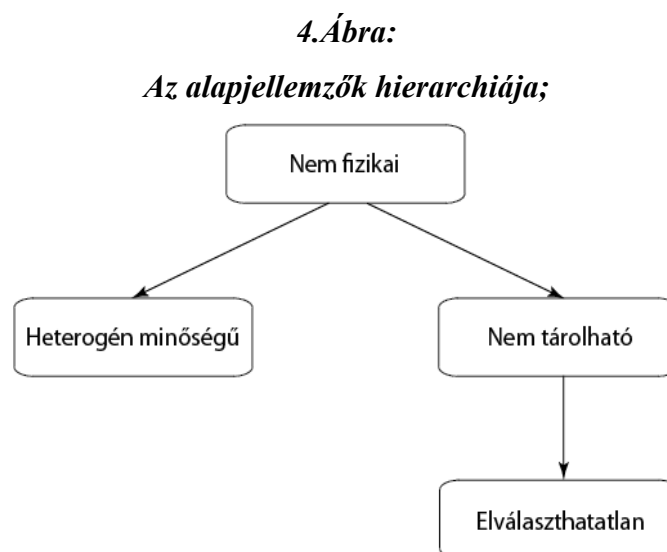 4.Ábra:
Az alapjellemzők hierarchiája;
Nem fizikai
Heterogén minőségű
Nem tárolható
Elválaszthatatlan